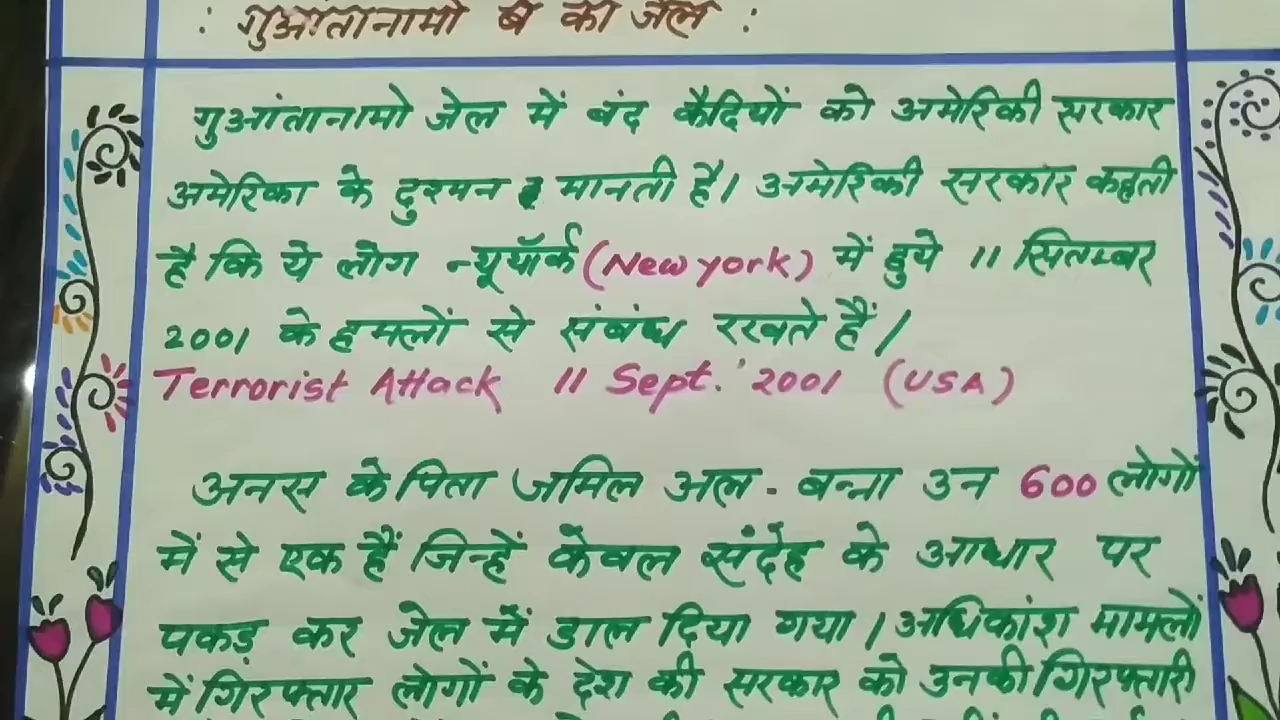 : गुआंतानामो बे की जेल :
गुआंतानामो जेल में बंद कैदियों को अमेरिकी सरकार
अमेरिका के दुश्मन मानती है। अमेरिकी सरकार कहती
है कि ये लोग न्यूयॉर्क (New york) में हुये 11 सितम्बर
2001 के हमलों से संबंध रखते हैं।
Terrorist Attack 11 Sept. 2001 (USA)
अनस के पिता जमिल अल - बन्ना उन 600 लोगों
में से एक हैं जिन्हें केवल संदेह के आधार पर
पकड़ कर जेल में डाल दिया गया। अधिकांश मामलों
में गिरफ्तार लोगों के देश की सरकार को उनकी गिरफ्तारी